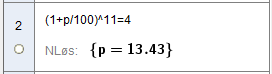 2
(1+p/100)^11=4
NLøs: {p = 13.43}